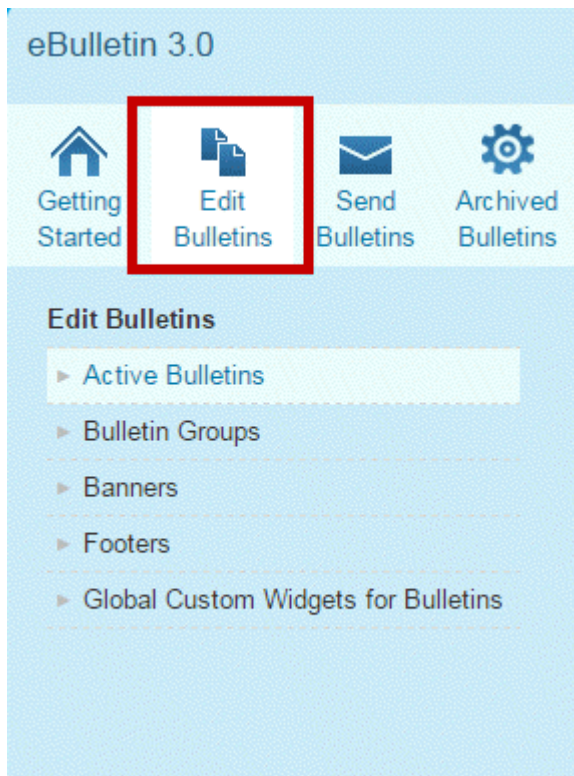 eBulletin 3.0
Getting Started
Edit Bulletins
Send Bulletins
Archived Bulletins
Edit Bulletins
Active Bulletins
Bulletin Groups
Banners
Footers
Global Custom Widgets for Bulletins